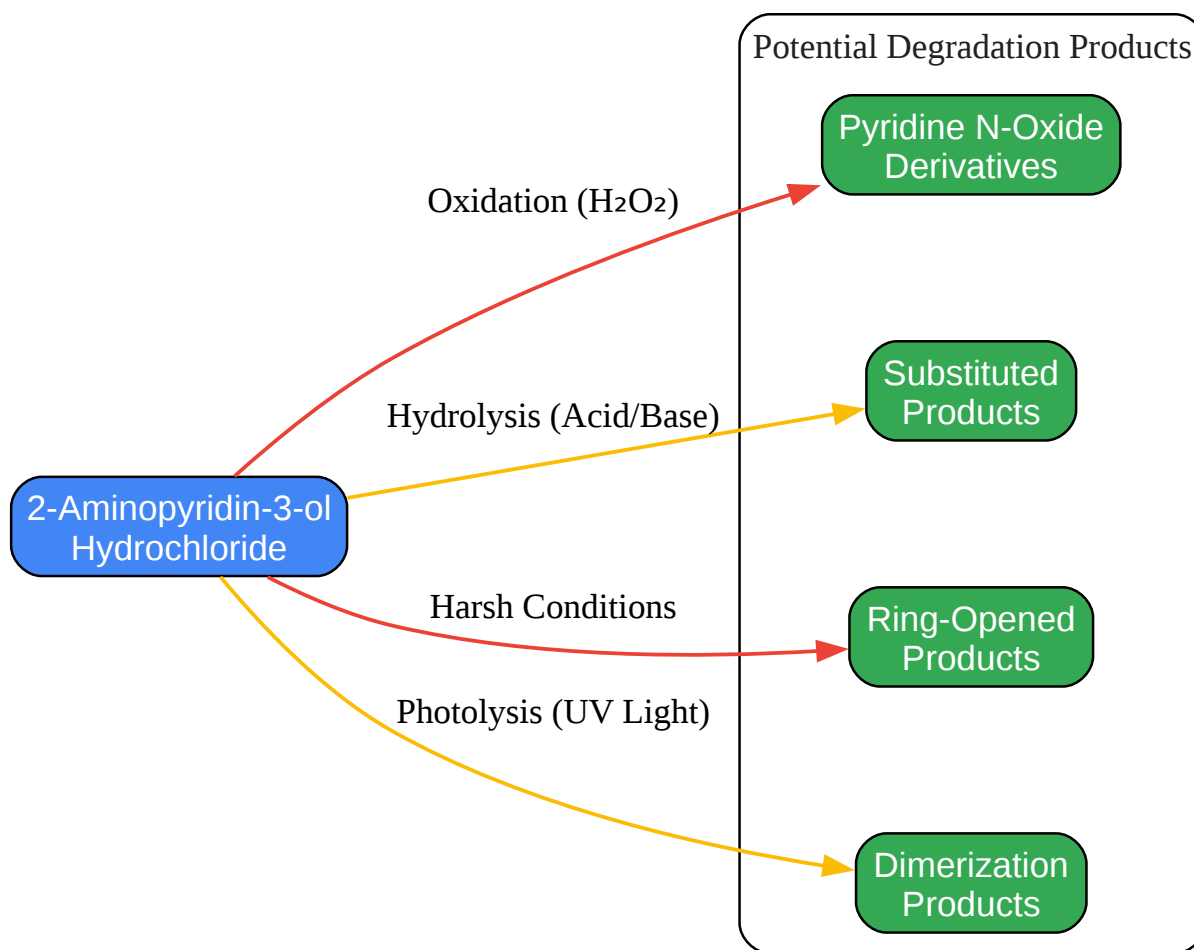 Potential Degradation Products
Pyridine N-Oxide
Derivatives
Oxidation (H₂O₂)
Substituted
Products
Hydrolysis (Acid/Base)
2-Aminopyridin-3-ol
Hydrochloride
Harsh Conditions
Ring-Opened
Products
Photolysis (UV Light)
Dimerization
Products